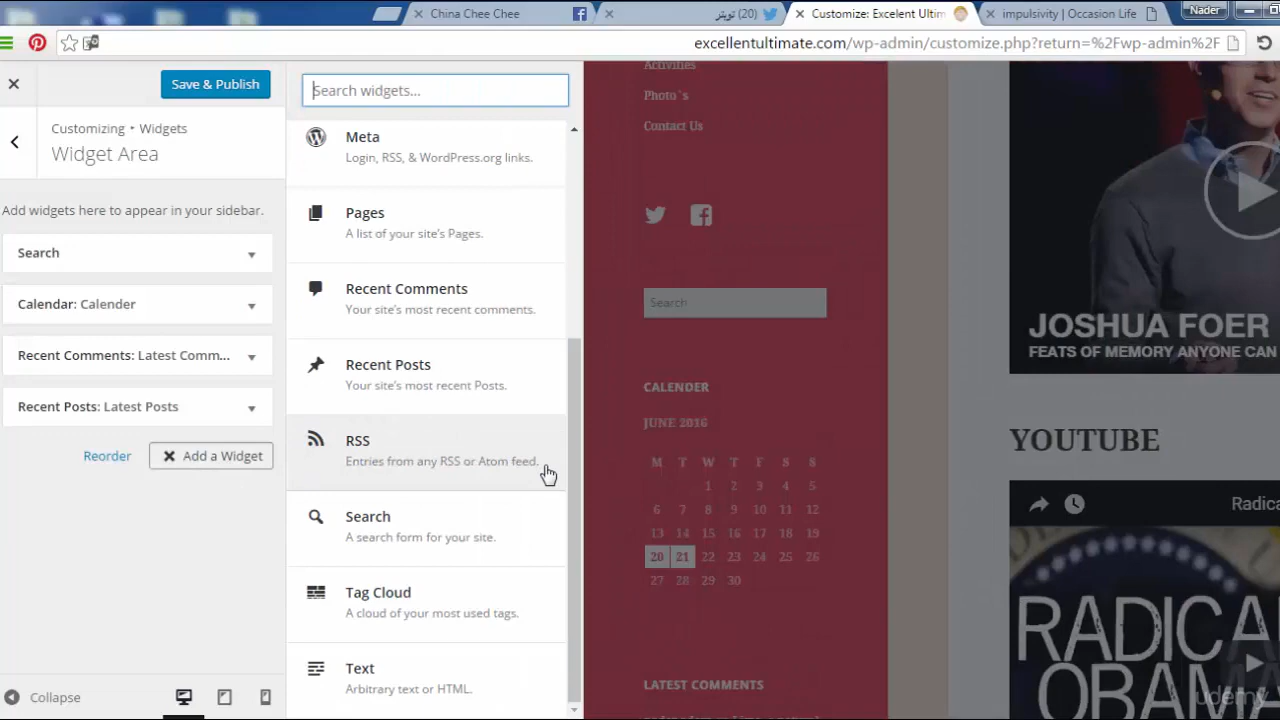 China Chee Chee
(20) تويتر
Customize: Excelent Ultim
impulsivity | Occasion Life
Nader
excellentultimate.com/wp-admin/customize.php?return=%2Fwp-admin%2F
Save & Publish
Customizing • Widgets
Widget Area
Add widgets here to appear in your sidebar.
Search
Calendar: Calender
Recent Comments: Latest Comm...
Recent Posts: Latest Posts
Reorder
Add a Widget
Collapse
Search widgets...
Meta
Login, RSS, & WordPress.org links.
Pages
A list of your site's Pages.
Recent Comments
Your site's most recent comments.
Recent Posts
Your site's most recent Posts.
RSS
Entries from any RSS or Atom feed.
Search
A search form for your site.
Tag Cloud
A cloud of your most used tags.
Text
Arbitrary text or HTML.
Activities
Photo`s
Contact Us
Search
CALENDER
JUNE 2016
M T W T F S S
1 2 3 4 5
6 7 8 9 10 11 12
13 14 15 16 17 18 19
20 21 22 23 24 25 26
27 28 29 30
LATEST COMMENTS
JOSHUA FOER
FEATS OF MEMORY ANYONE CAN
YOUTUBE
Radica
RADICA
OBAMA
udemy